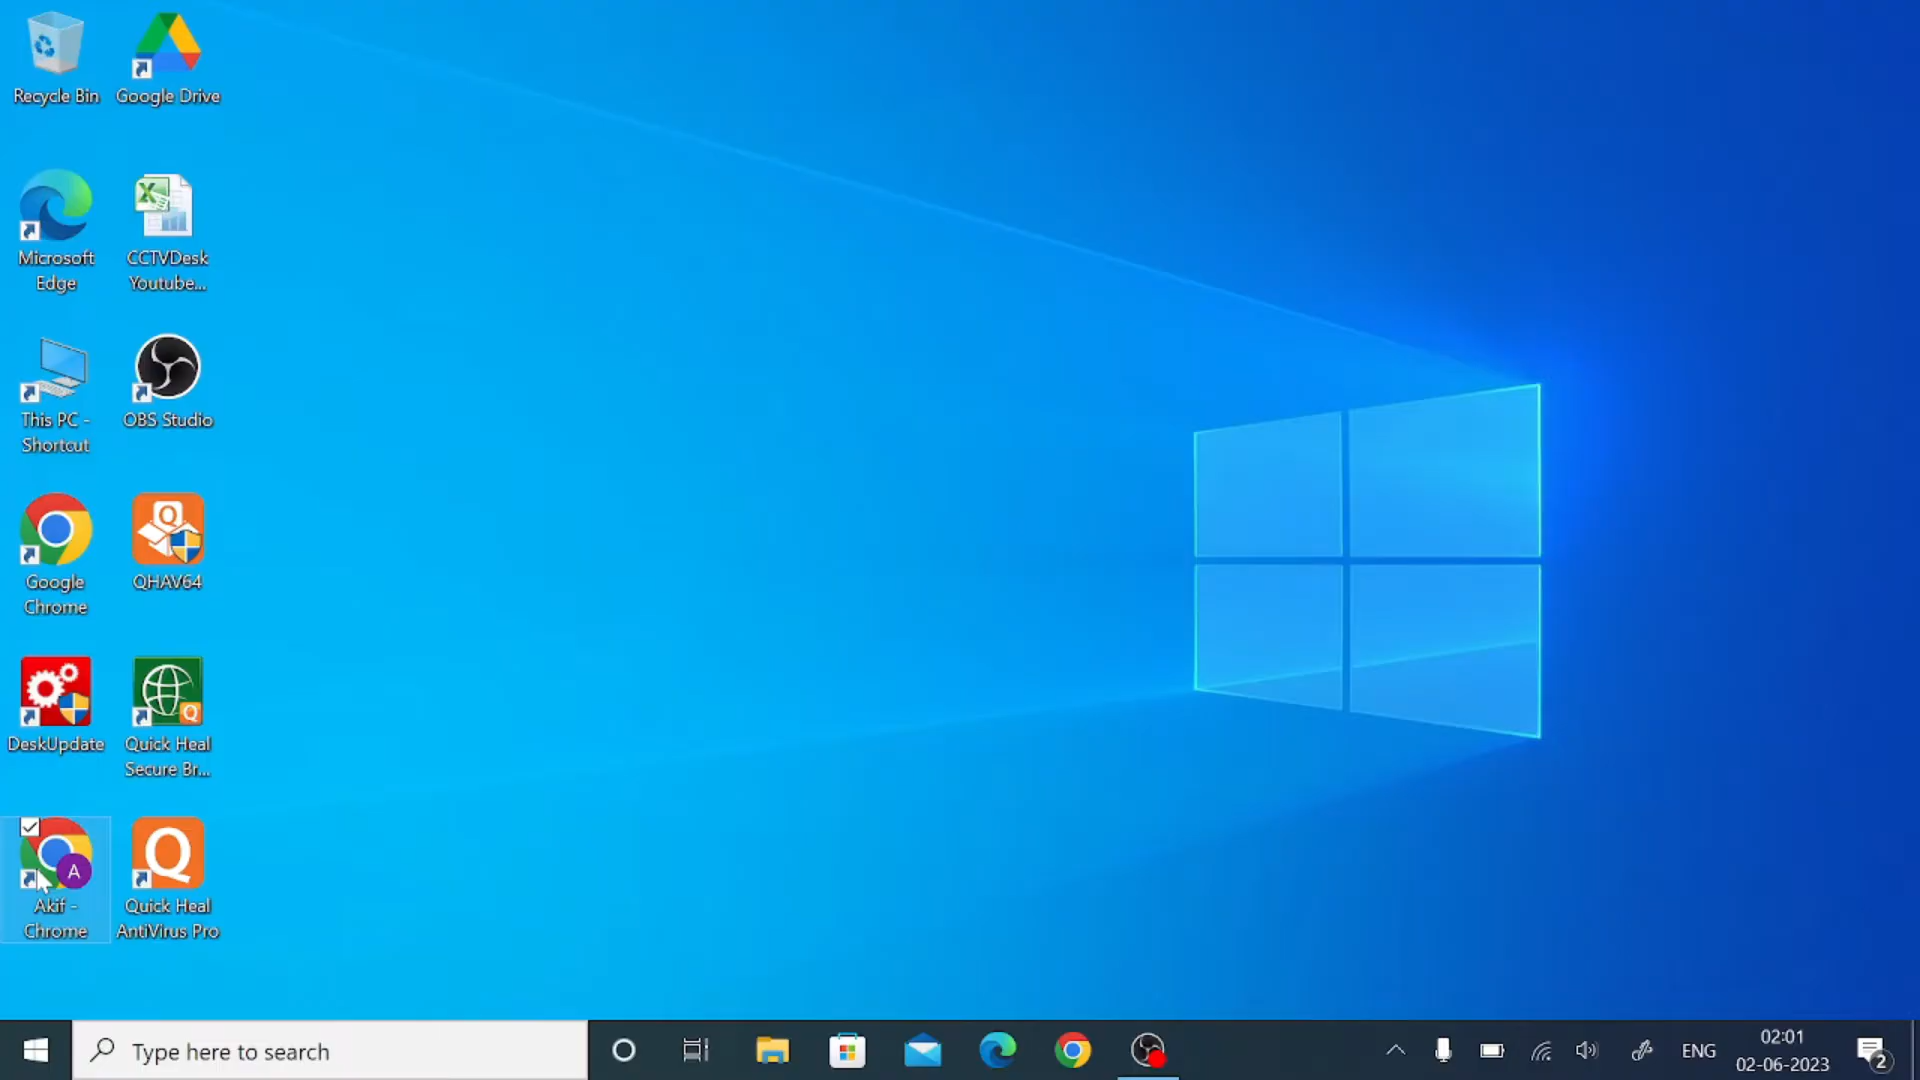 Recycle Bin
Google Drive
Microsoft
Edge
CCTVDesk
Youtube...
This PC -
Shortcut
OBS Studio
Google
Chrome
QHAV64
DeskUpdate
Quick Heal
Secure Br...
Akif -
Chrome
Quick Heal
AntiVirus Pro
A
Type here to search
ENG
02:01
02-06-2023
2